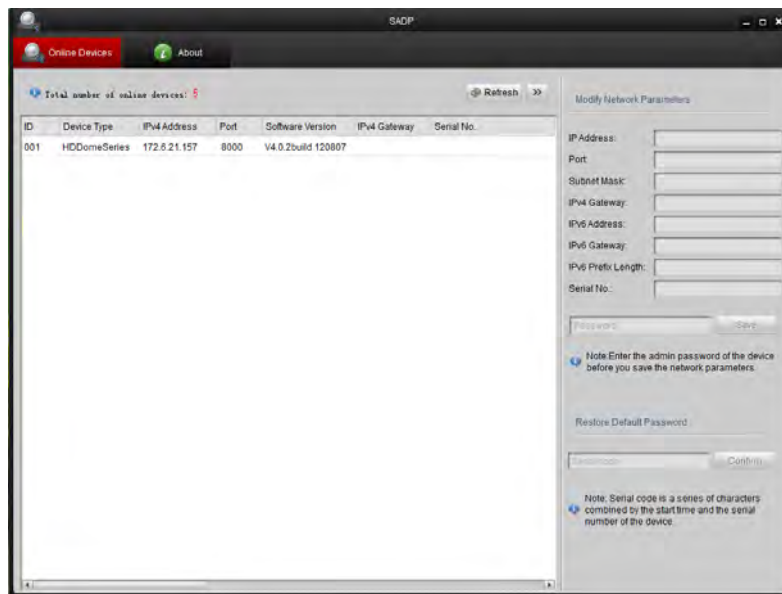 SADP
Online Devices
About
Total number of online devices: 5
Refresh
Modify Network Parameters
ID Device Type IPv4 Address Port Software Version IPv4 Gateway Serial No.
001 HDDomeSeries 172.6.21.157 8000 V4.0.2build 120807
IP Address:
Port:
Subnet Mask:
IPv4 Gateway:
IPv6 Address:
IPv6 Gateway:
IPv6 Prefix Length:
Serial No.:
Password
Save
Note:Enter the admin password of the device
before you save the network parameters.
Restore Default Password
Serial code
Confirm
Note: Serial code is a series of characters
combined by the start time and the serial
number of the device.